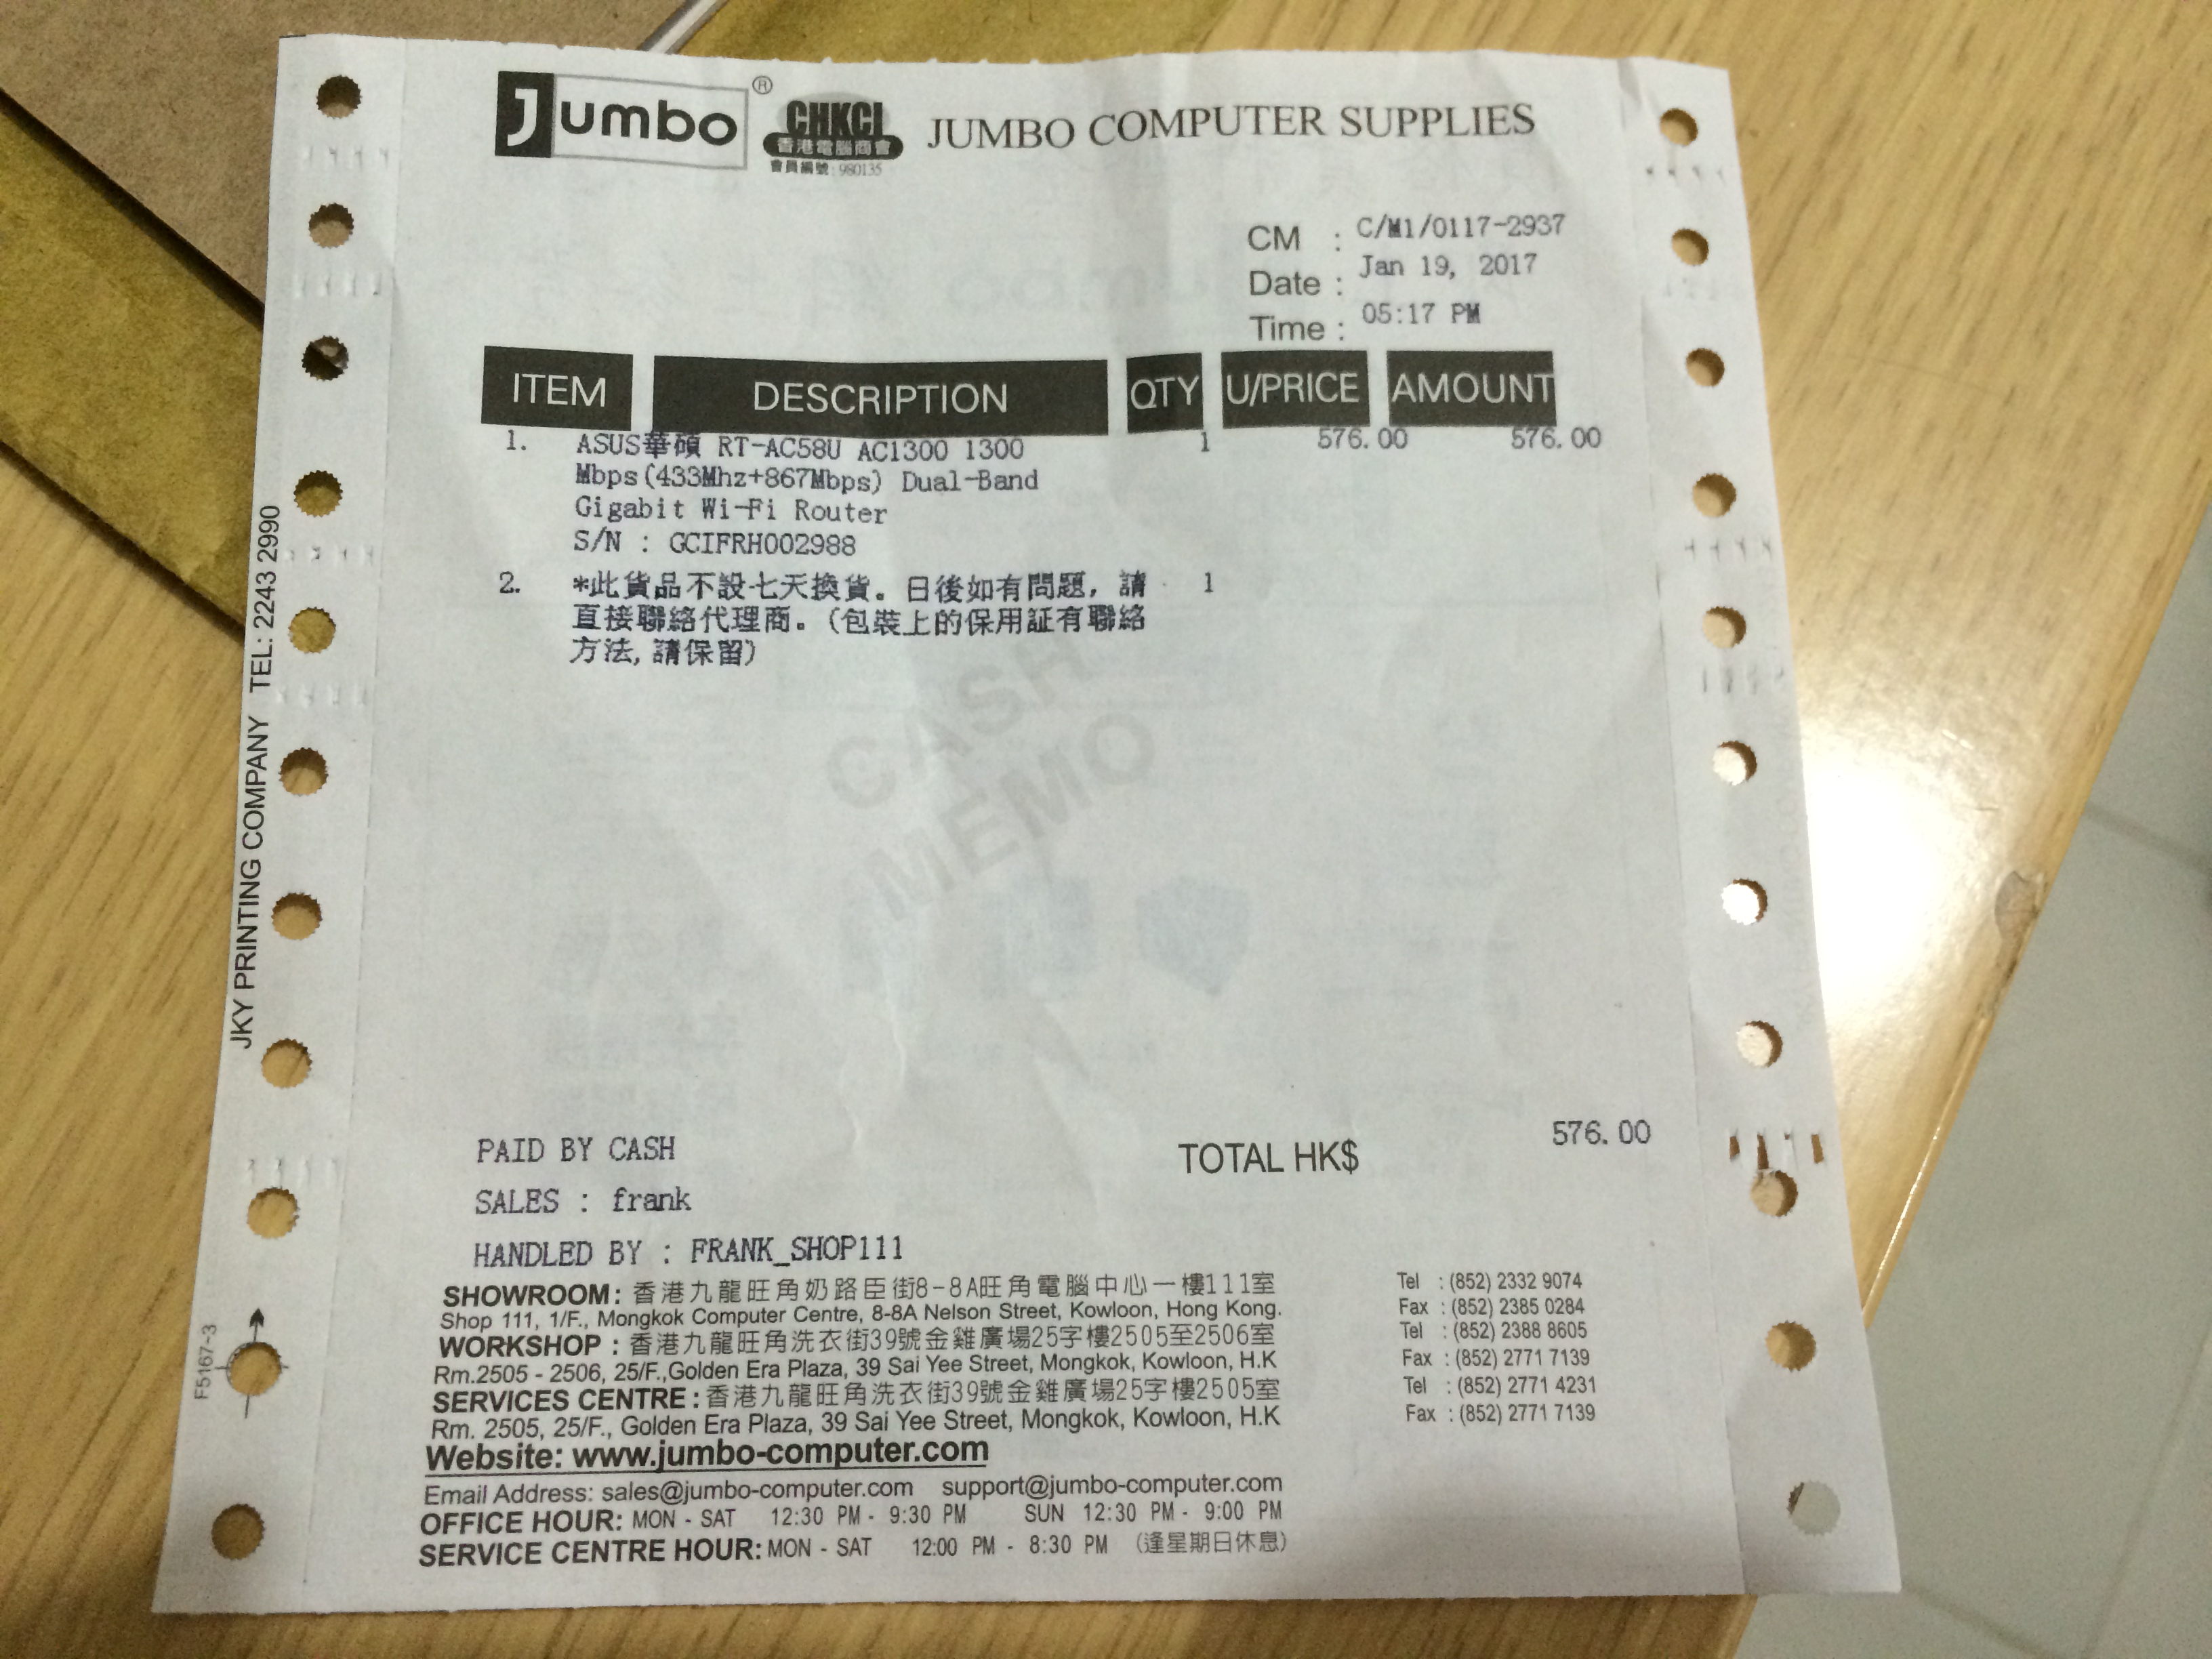 Jumbo®
CHKCI
香港電腦商會
會員編號：980135
JUMBO COMPUTER SUPPLIES
CM : C/M1/0117-2937
Date : Jan 19, 2017
Time : 05:17 PM
ITEM DESCRIPTION QTY U/PRICE AMOUNT
1. ASUS華碩 RT-AC58U AC1300 1300 1 576.00 576.00
Mbps(433Mhz+867Mbps) Dual-Band
Gigabit Wi-Fi Router
S/N : GCIFRH002988
2. *此貨品不設七天換貨。日後如有問題，請 1
直接聯絡代理商。(包裝上的保用証有聯絡
方法,請保留)
CASH
MEMO
JKY PRINTING COMPANY TEL: 2243 2990
PAID BY CASH
TOTAL HK$ 576.00
SALES : frank
HANDLED BY : FRANK_SHOP111
SHOWROOM: 香港九龍旺角奶路臣街8-8A旺角電腦中心一樓111室 Tel : (852) 2332 9074
Shop 111, 1/F., Mongkok Computer Centre, 8-8A Nelson Street, Kowloon, Hong Kong. Fax : (852) 2385 0284
WORKSHOP : 香港九龍旺角洗衣街39號金雞廣場25字樓2505至2506室 Tel : (852) 2388 8605
Rm.2505 - 2506, 25/F.,Golden Era Plaza, 39 Sai Yee Street, Mongkok, Kowloon, H.K Fax : (852) 2771 7139
SERVICES CENTRE : 香港九龍旺角洗衣街39號金雞廣場25字樓2505室 Tel : (852) 2771 4231
Rm. 2505, 25/F., Golden Era Plaza, 39 Sai Yee Street, Mongkok, Kowloon, H.K Fax : (852) 2771 7139
Website: www.jumbo-computer.com
Email Address: sales@jumbo-computer.com support@jumbo-computer.com
OFFICE HOUR: MON - SAT 12:30 PM - 9:30 PM SUN 12:30 PM - 9:00 PM
SERVICE CENTRE HOUR: MON - SAT 12:00 PM - 8:30 PM (逢星期日休息)
F5167-3